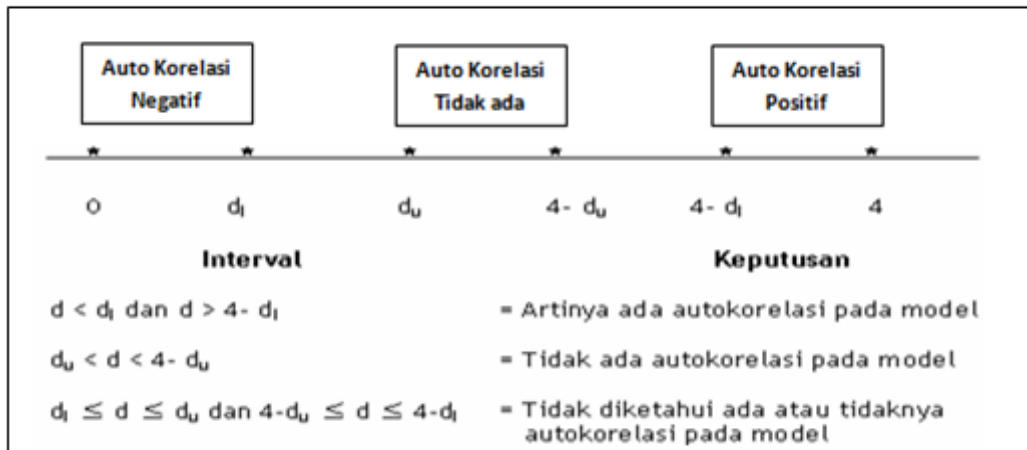 Auto Korelasi
Negatif
Auto Korelasi
Tidak ada
Auto Korelasi
Positif
0 dₗ dᵤ 4- dᵤ 4- dₗ 4
Interval Keputusan
d < dₗ dan d > 4- dₗ = Artinya ada autokorelasi pada model
dᵤ < d < 4- dᵤ = Tidak ada autokorelasi pada model
dₗ ≤ d ≤ dᵤ dan 4-dᵤ ≤ d ≤ 4-dₗ = Tidak diketahui ada atau tidaknya
autokorelasi pada model